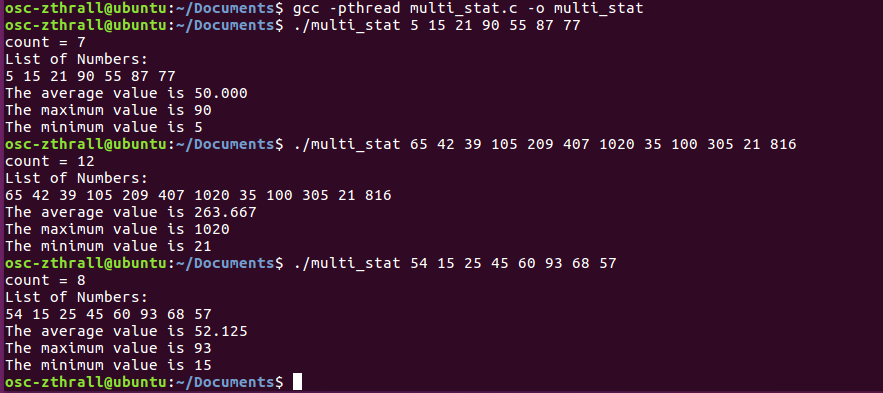 osc-zthrall@ubuntu:~/Documents$ gcc -pthread multi_stat.c -o multi_stat
osc-zthrall@ubuntu:~/Documents$ ./multi_stat 5 15 21 90 55 87 77
count = 7
List of Numbers:
5 15 21 90 55 87 77
The average value is 50.000
The maximum value is 90
The minimum value is 5
osc-zthrall@ubuntu:~/Documents$ ./multi_stat 65 42 39 105 209 407 1020 35 100 305 21 816
count = 12
List of Numbers:
65 42 39 105 209 407 1020 35 100 305 21 816
The average value is 263.667
The maximum value is 1020
The minimum value is 21
osc-zthrall@ubuntu:~/Documents$ ./multi_stat 54 15 25 45 60 93 68 57
count = 8
List of Numbers:
54 15 25 45 60 93 68 57
The average value is 52.125
The maximum value is 93
The minimum value is 15
osc-zthrall@ubuntu:~/Documents$